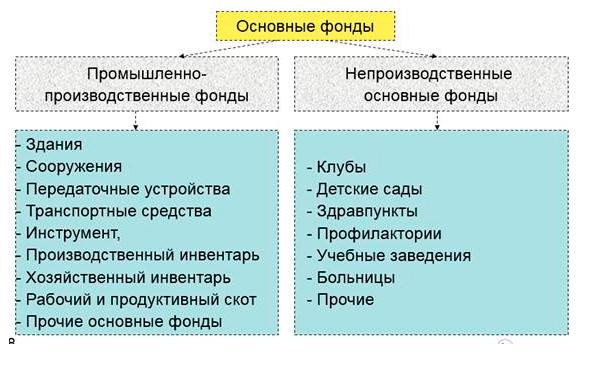 Основные фонды
Промышленно-
производственные фонды
Непроизводственные
основные фонды
- Здания
- Сооружения
- Передаточные устройства
- Транспортные средства
- Инструмент,
- Производственный инвентарь
- Хозяйственный инвентарь
- Рабочий и продуктивный скот
- Прочие основные фонды
- Клубы
- Детские сады
- Здравпункты
- Профилактории
- Учебные заведения
- Больницы
- Прочие